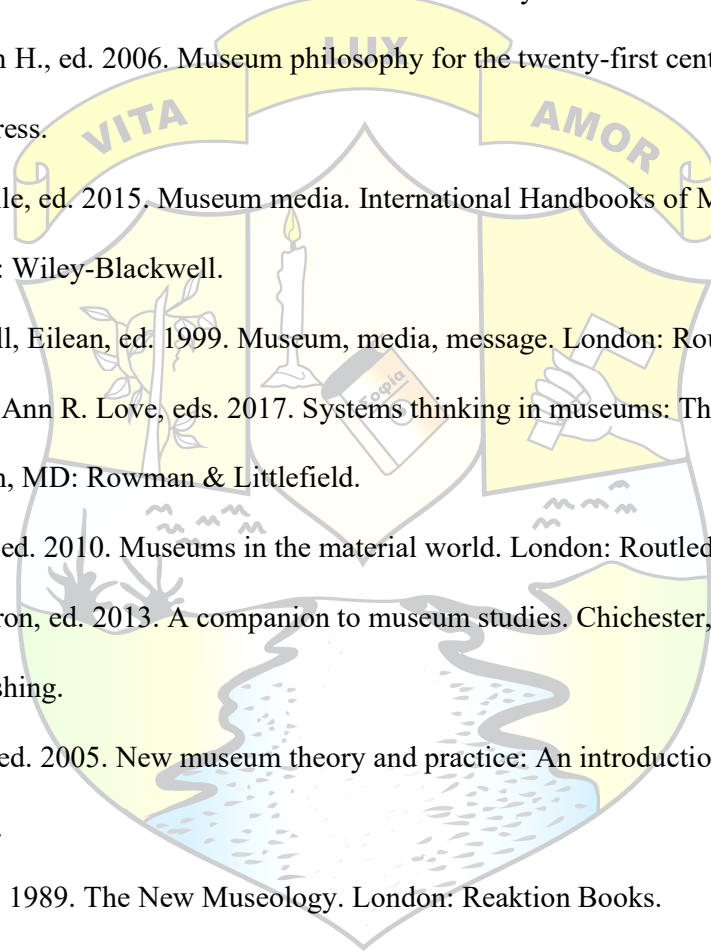 LUX
n H., ed. 2006. Museum philosophy for the twenty-first cent
VITA
AMOR
ress.
lle, ed. 2015. Museum media. International Handbooks of M
: Wiley-Blackwell.
ll, Eilean, ed. 1999. Museum, media, message. London: Rou
σοφία
Ann R. Love, eds. 2017. Systems thinking in museums: Th
n, MD: Rowman & Littlefield.
ed. 2010. Museums in the material world. London: Routled
ron, ed. 2013. A companion to museum studies. Chichester,
shing.
ed. 2005. New museum theory and practice: An introductio
1989. The New Museology. London: Reaktion Books.